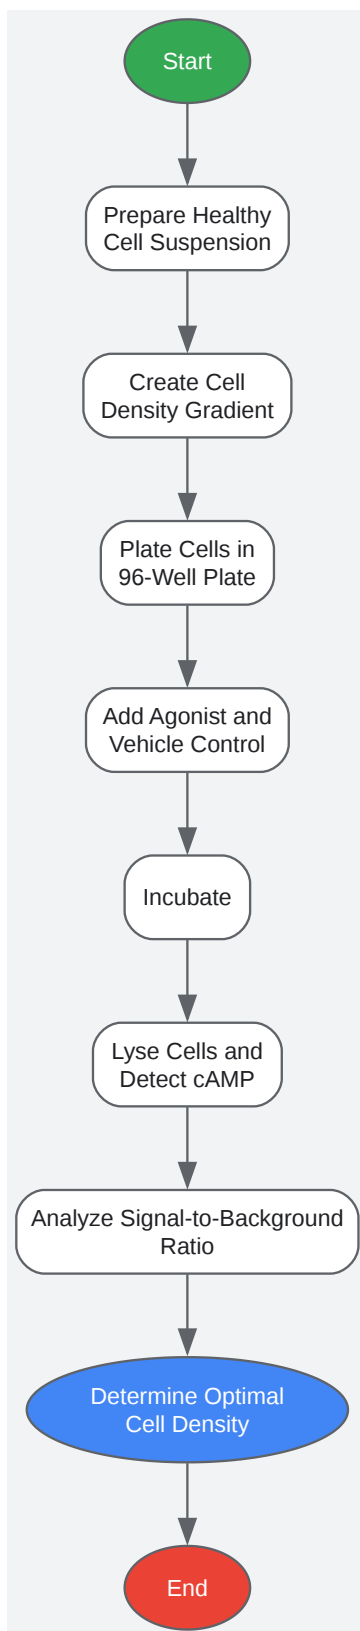 Start
Prepare Healthy
Cell Suspension
Create Cell
Density Gradient
Plate Cells in
96-Well Plate
Add Agonist and
Vehicle Control
Incubate
Lyse Cells and
Detect cAMP
Analyze Signal-to-Background
Ratio
Determine Optimal
Cell Density
End